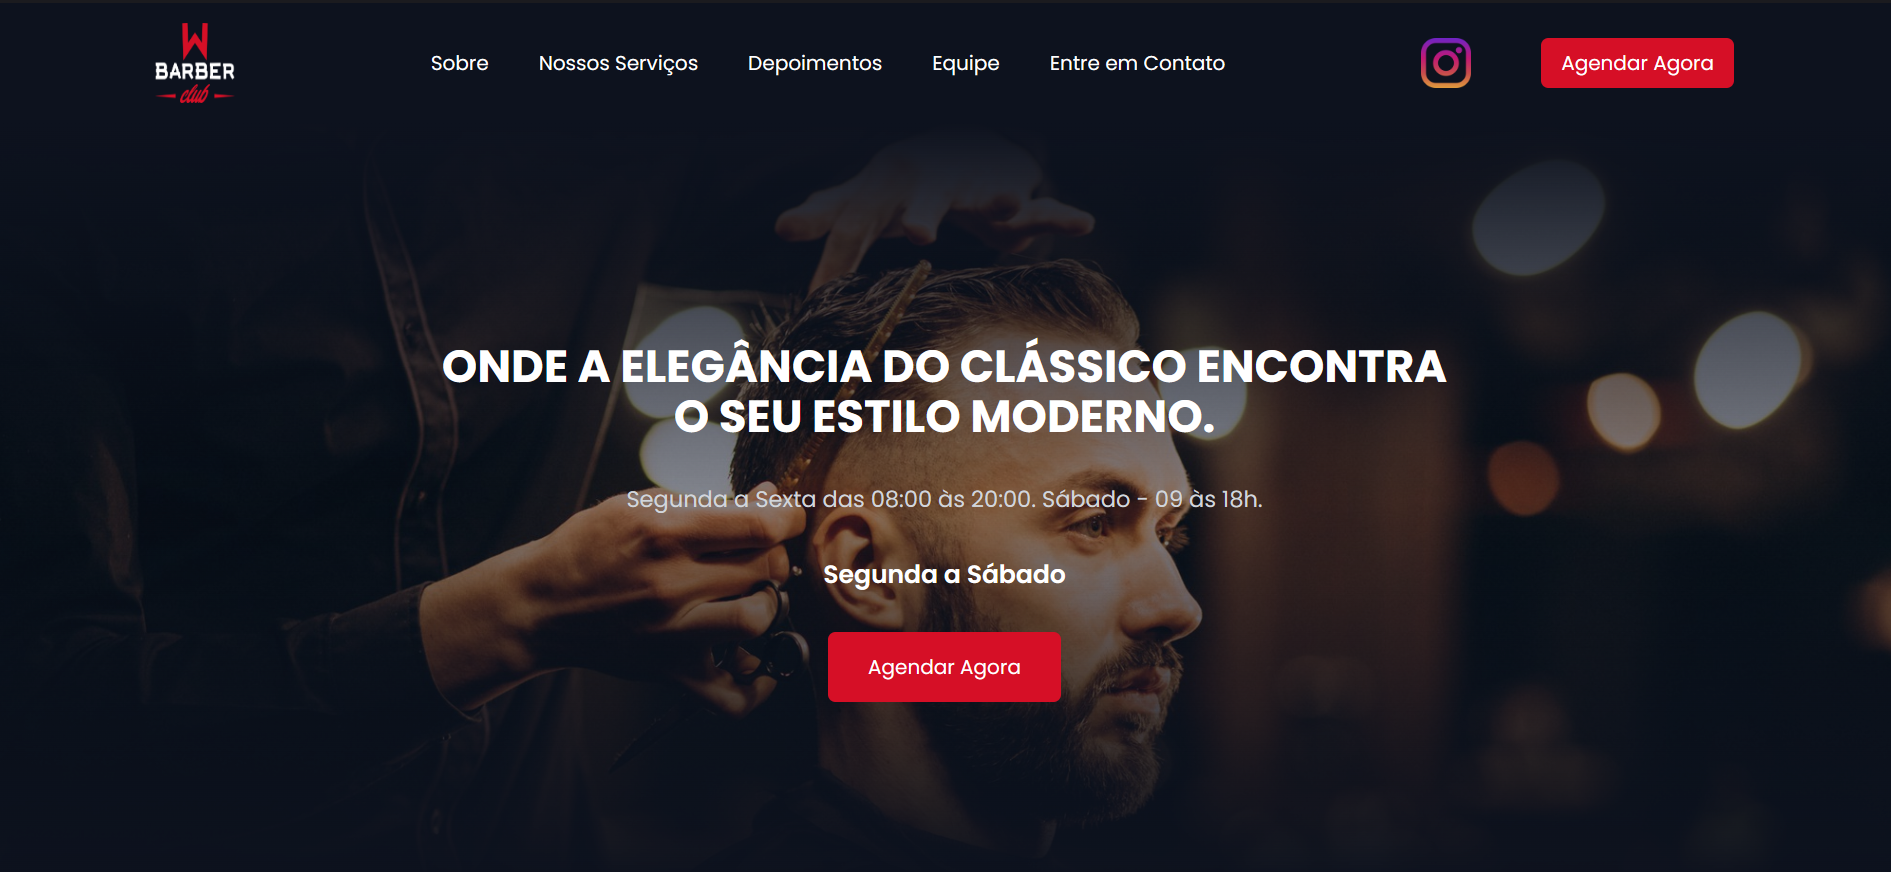 W
BARBER
club
Sobre
Nossos Serviços
Depoimentos
Equipe
Entre em Contato
Agendar Agora
ONDE A ELEGÂNCIA DO CLÁSSICO ENCONTRA
O SEU ESTILO MODERNO.
Segunda a Sexta das 08:00 às 20:00. Sábado - 09 às 18h.
Segunda a Sábado
Agendar Agora